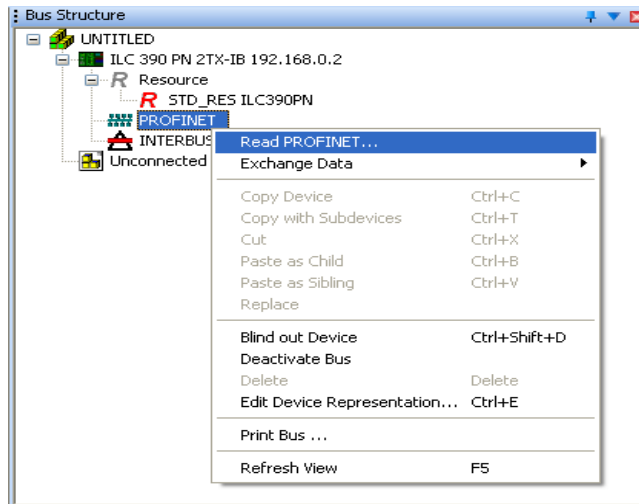 Bus Structure
UNTITLED
ILC 390 PN 2TX-IB 192.168.0.2
R Resource
R STD_RES ILC390PN
PROFINET
INTERBUS
Unconnected
Read PROFINET...
Exchange Data
Copy Device Ctrl+C
Copy with Subdevices Ctrl+T
Cut Ctrl+X
Paste as Child Ctrl+B
Paste as Sibling Ctrl+V
Replace
Blind out Device Ctrl+Shift+D
Deactivate Bus
Delete Delete
Edit Device Representation... Ctrl+E
Print Bus ...
Refresh View F5